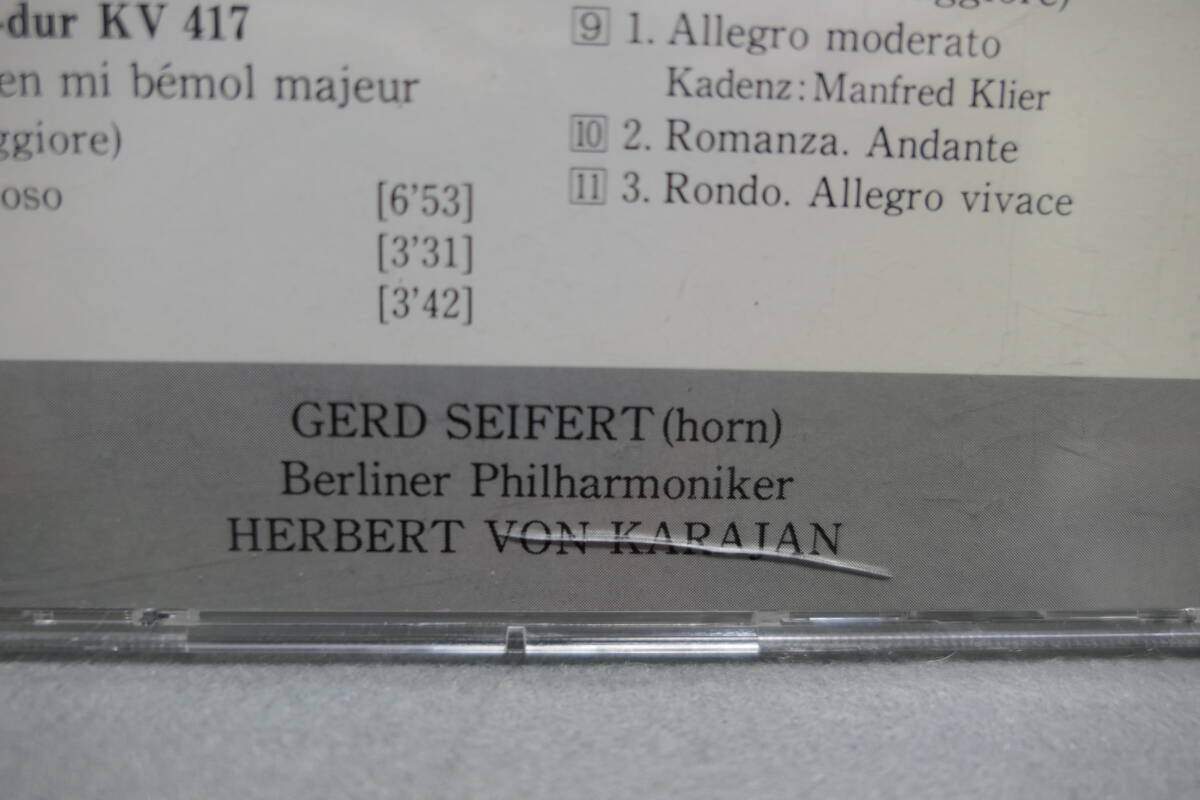 -dur KV 417
en mi bémol majeur
ggiore)
oso [6'53]
[3'31]
[3'42]
ggiore)
9 1. Allegro moderato
Kadenz: Manfred Klier
10 2. Romanza. Andante
11 3. Rondo. Allegro vivace
GERD SEIFERT (horn)
Berliner Philharmoniker
HERBERT VON KARAJAN